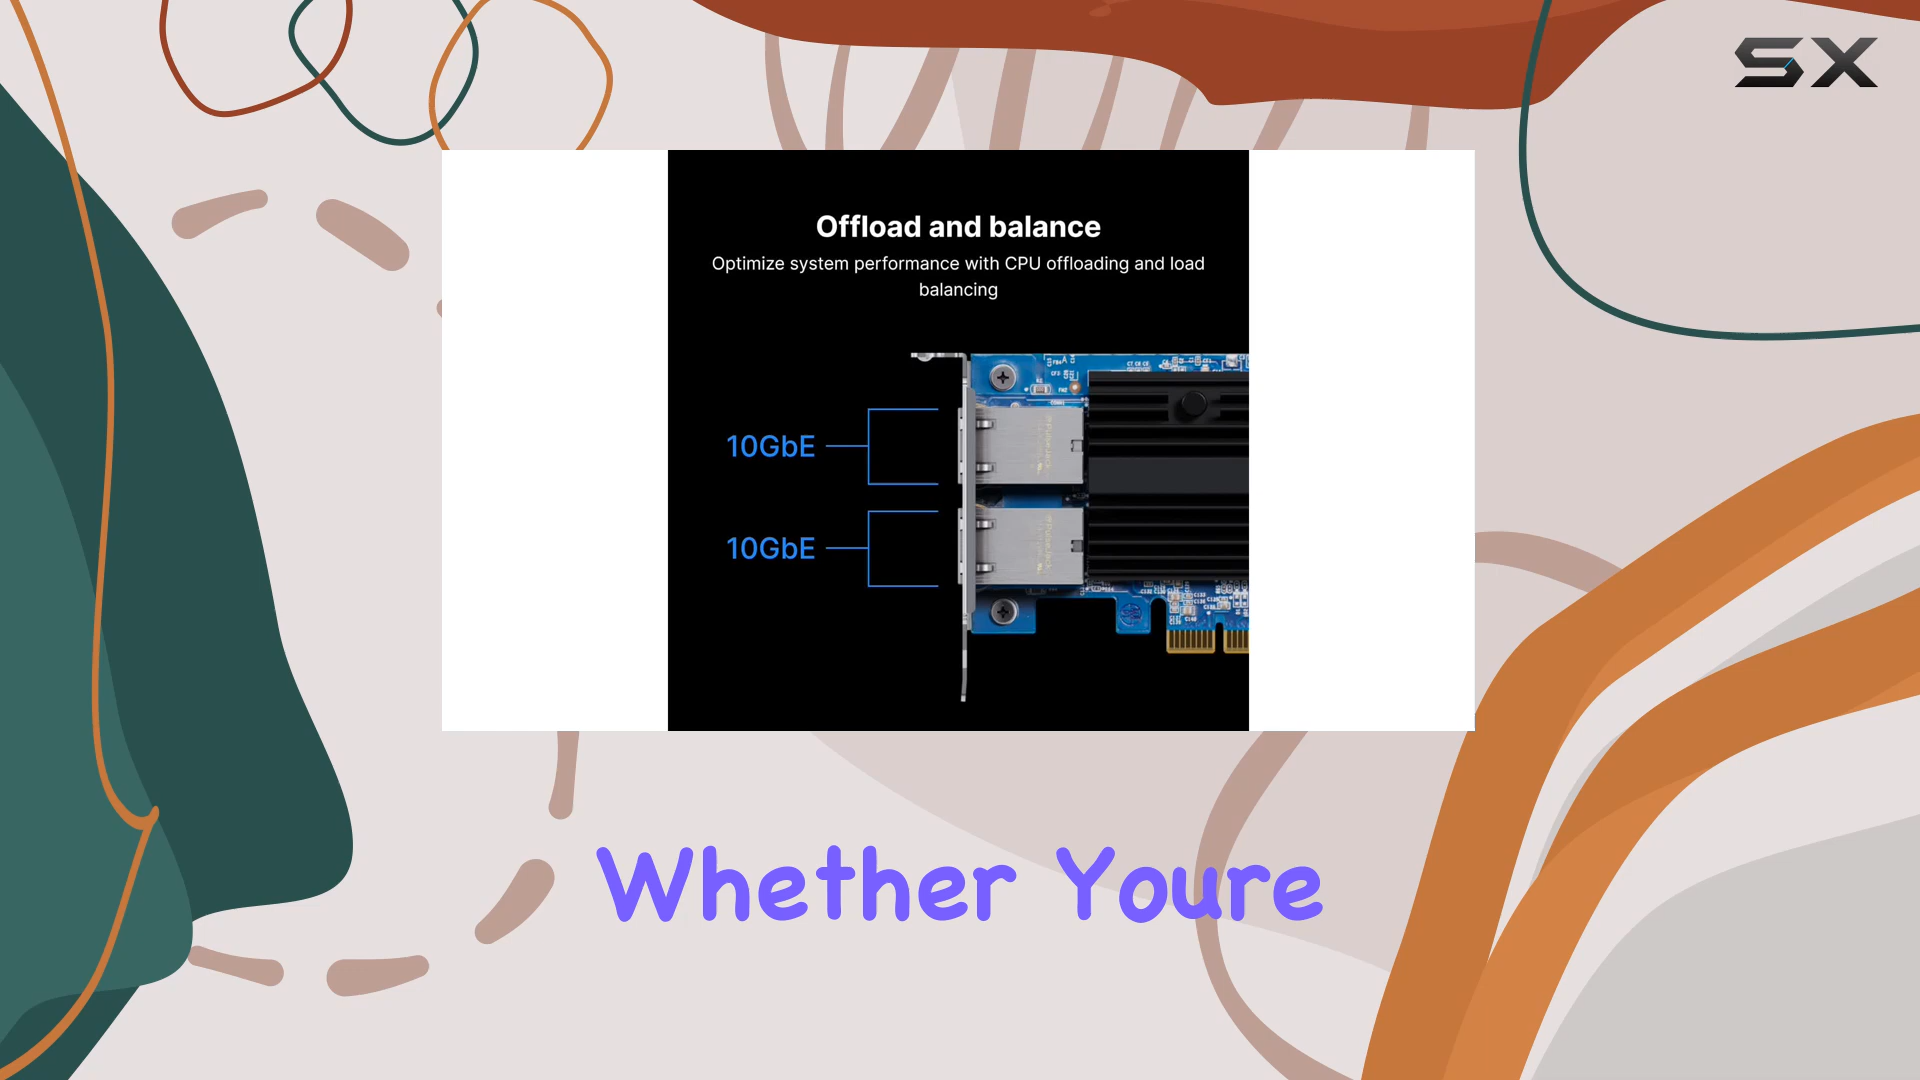 SX
Offload and balance
Optimize system performance with CPU offloading and load
balancing
10GbE
10GbE
Whether Youre